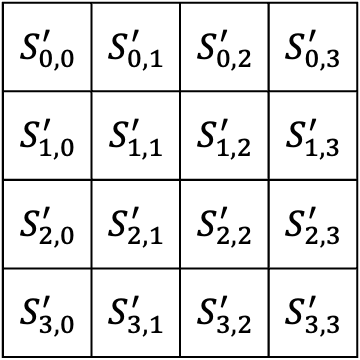 S′0,0 S′0,1 S′0,2 S′0,3
S′1,0 S′1,1 S′1,2 S′1,3
S′2,0 S′2,1 S′2,2 S′2,3
S′3,0 S′3,1 S′3,2 S′3,3